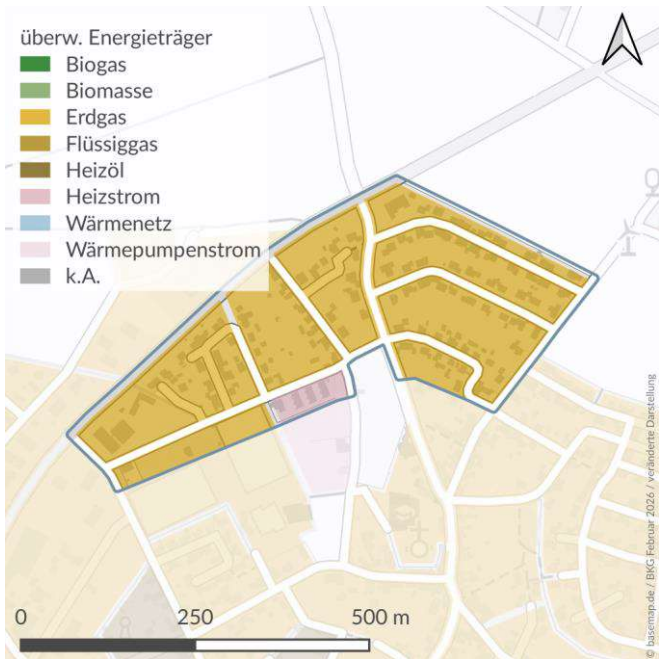 überw. Energieträger
Biogas
Biomasse
Erdgas
Flüssiggas
Heizöl
Heizstrom
Wärmenetz
Wärmepumpenstrom
k.A.
0 250 500 m
© basemap.de / BKG Februar 2026 / veränderte Darstellung